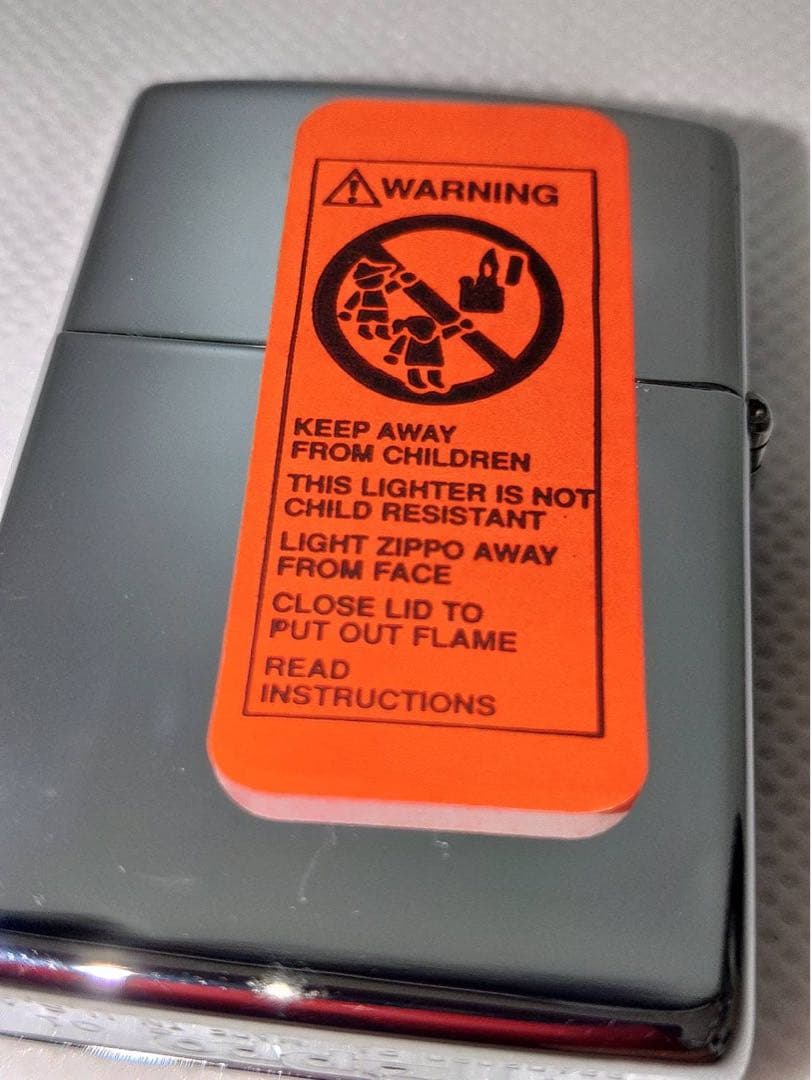 WARNING
KEEP AWAY
FROM CHILDREN
THIS LIGHTER IS NOT
CHILD RESISTANT
LIGHT ZIPPO AWAY
FROM FACE
CLOSE LID TO
PUT OUT FLAME
READ
INSTRUCTIONS